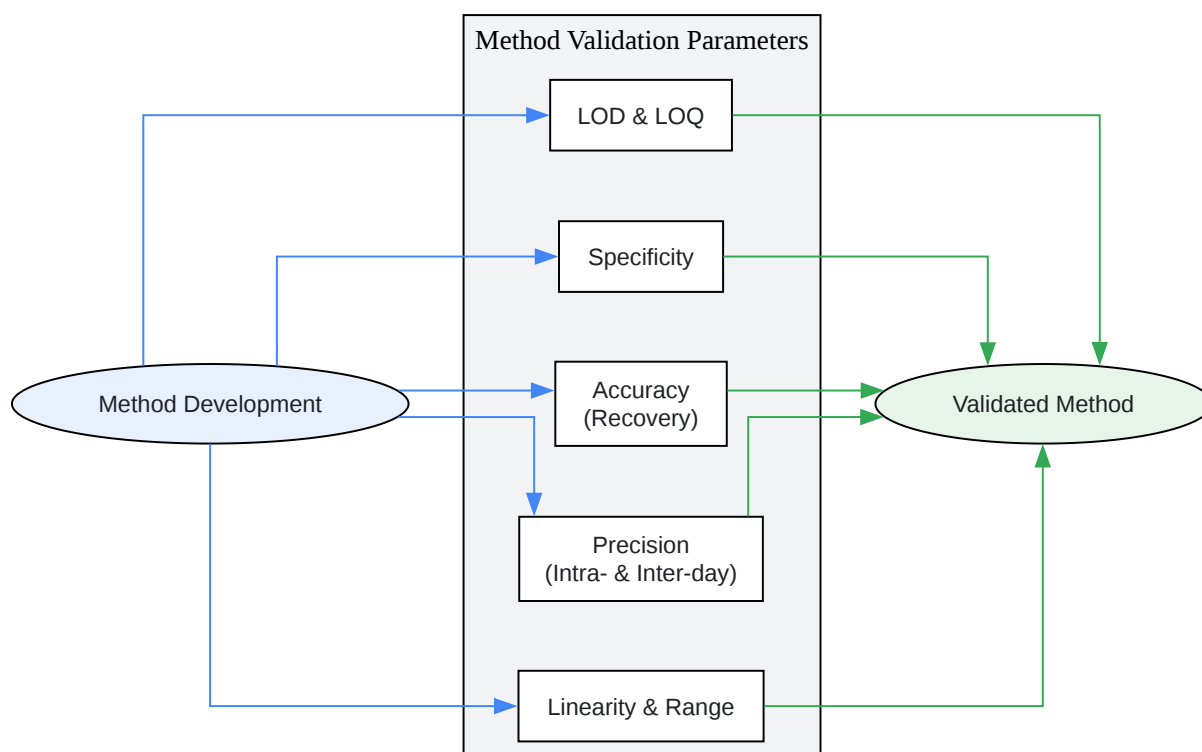 Method Validation Parameters
LOD & LOQ
Specificity
Method Development
Accuracy
(Recovery)
Validated Method
Precision
(Intra- & Inter-day)
Linearity & Range